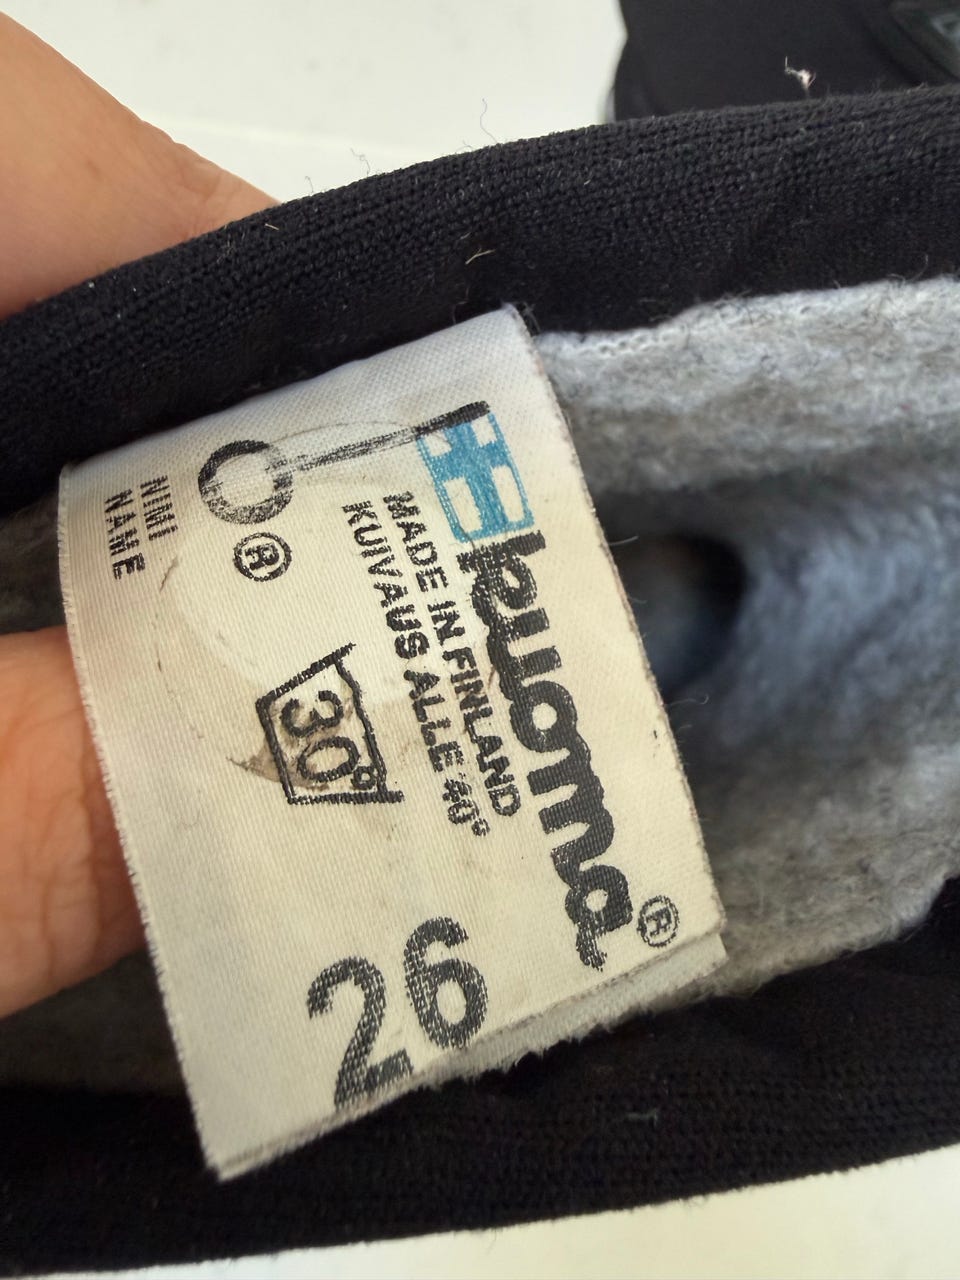 kuoma®
MADE IN FINLAND
KUIVAUS ALLE 40°
®
30°
NIMI
NAME
26